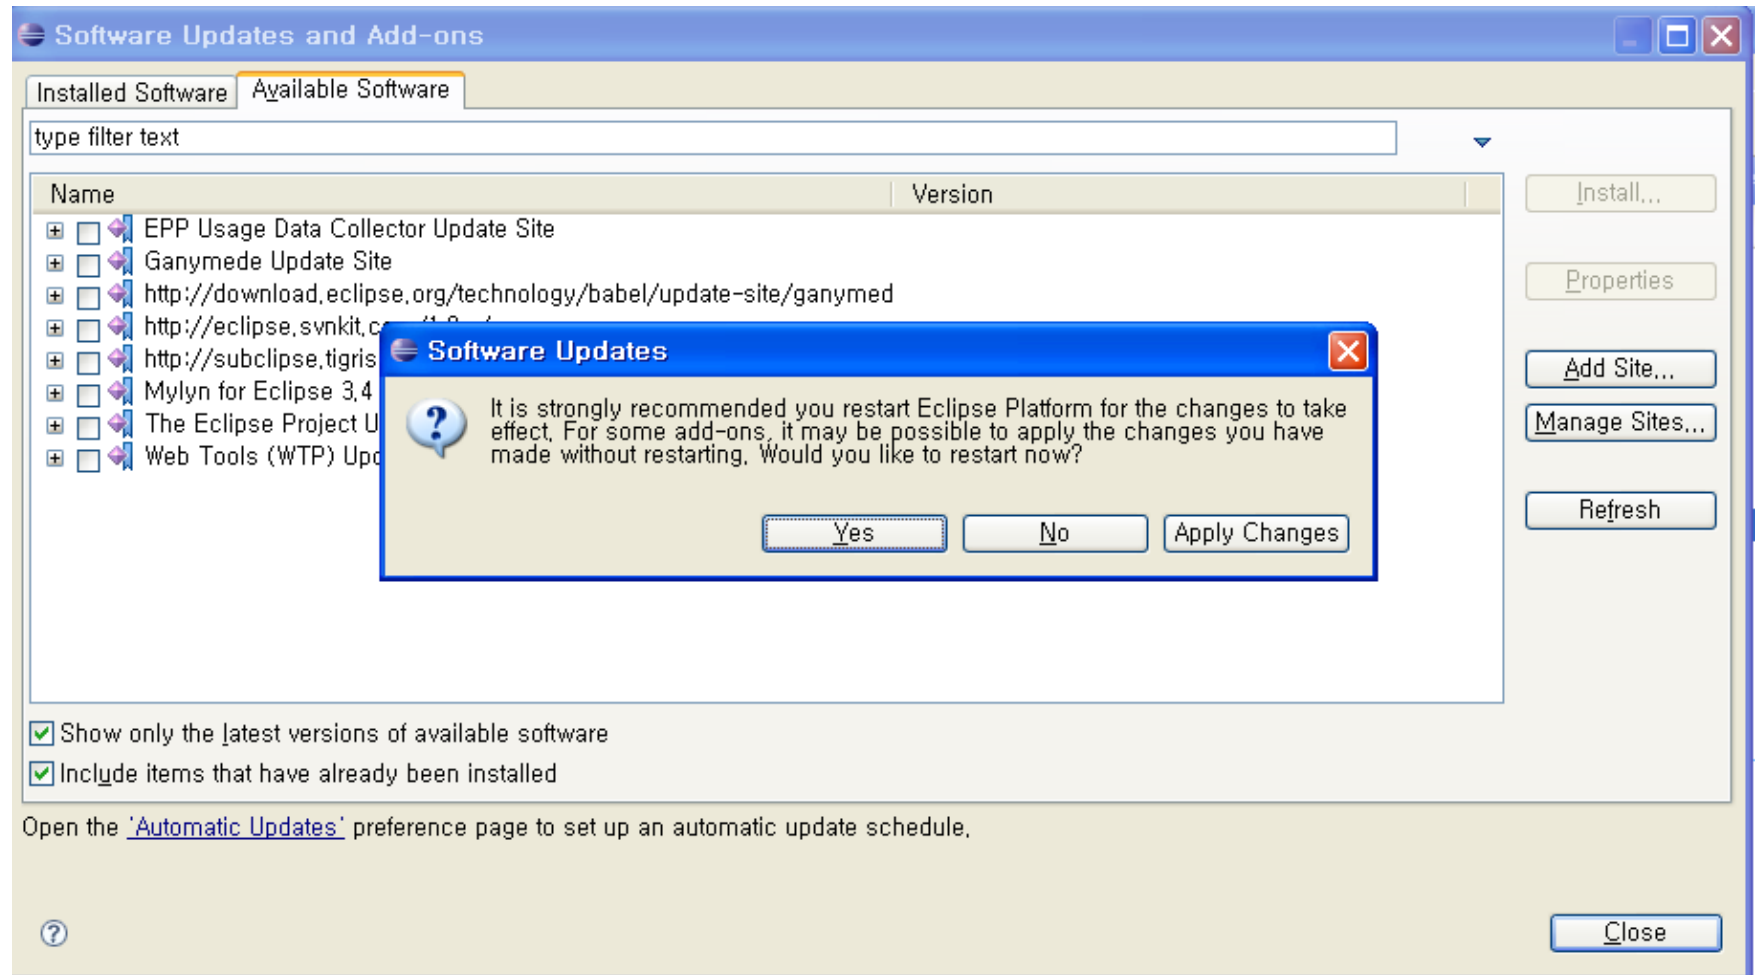 Software Updates and Add-ons
Installed Software
Available Software
type filter text
Name Version
EPP Usage Data Collector Update Site
Ganymede Update Site
http://download.eclipse.org/technology/babel/update-site/ganymed
http://eclipse.svnkit.c
http://subclipse.tigris
Mylyn for Eclipse 3.4
The Eclipse Project U
Web Tools (WTP) Upd
Install...
Properties
Add Site...
Manage Sites...
Refresh
Software Updates
It is strongly recommended you restart Eclipse Platform for the changes to take
effect. For some add-ons, it may be possible to apply the changes you have
made without restarting. Would you like to restart now?
Yes
No
Apply Changes
Show only the latest versions of available software
Include items that have already been installed
Open the 'Automatic Updates' preference page to set up an automatic update schedule.
Close